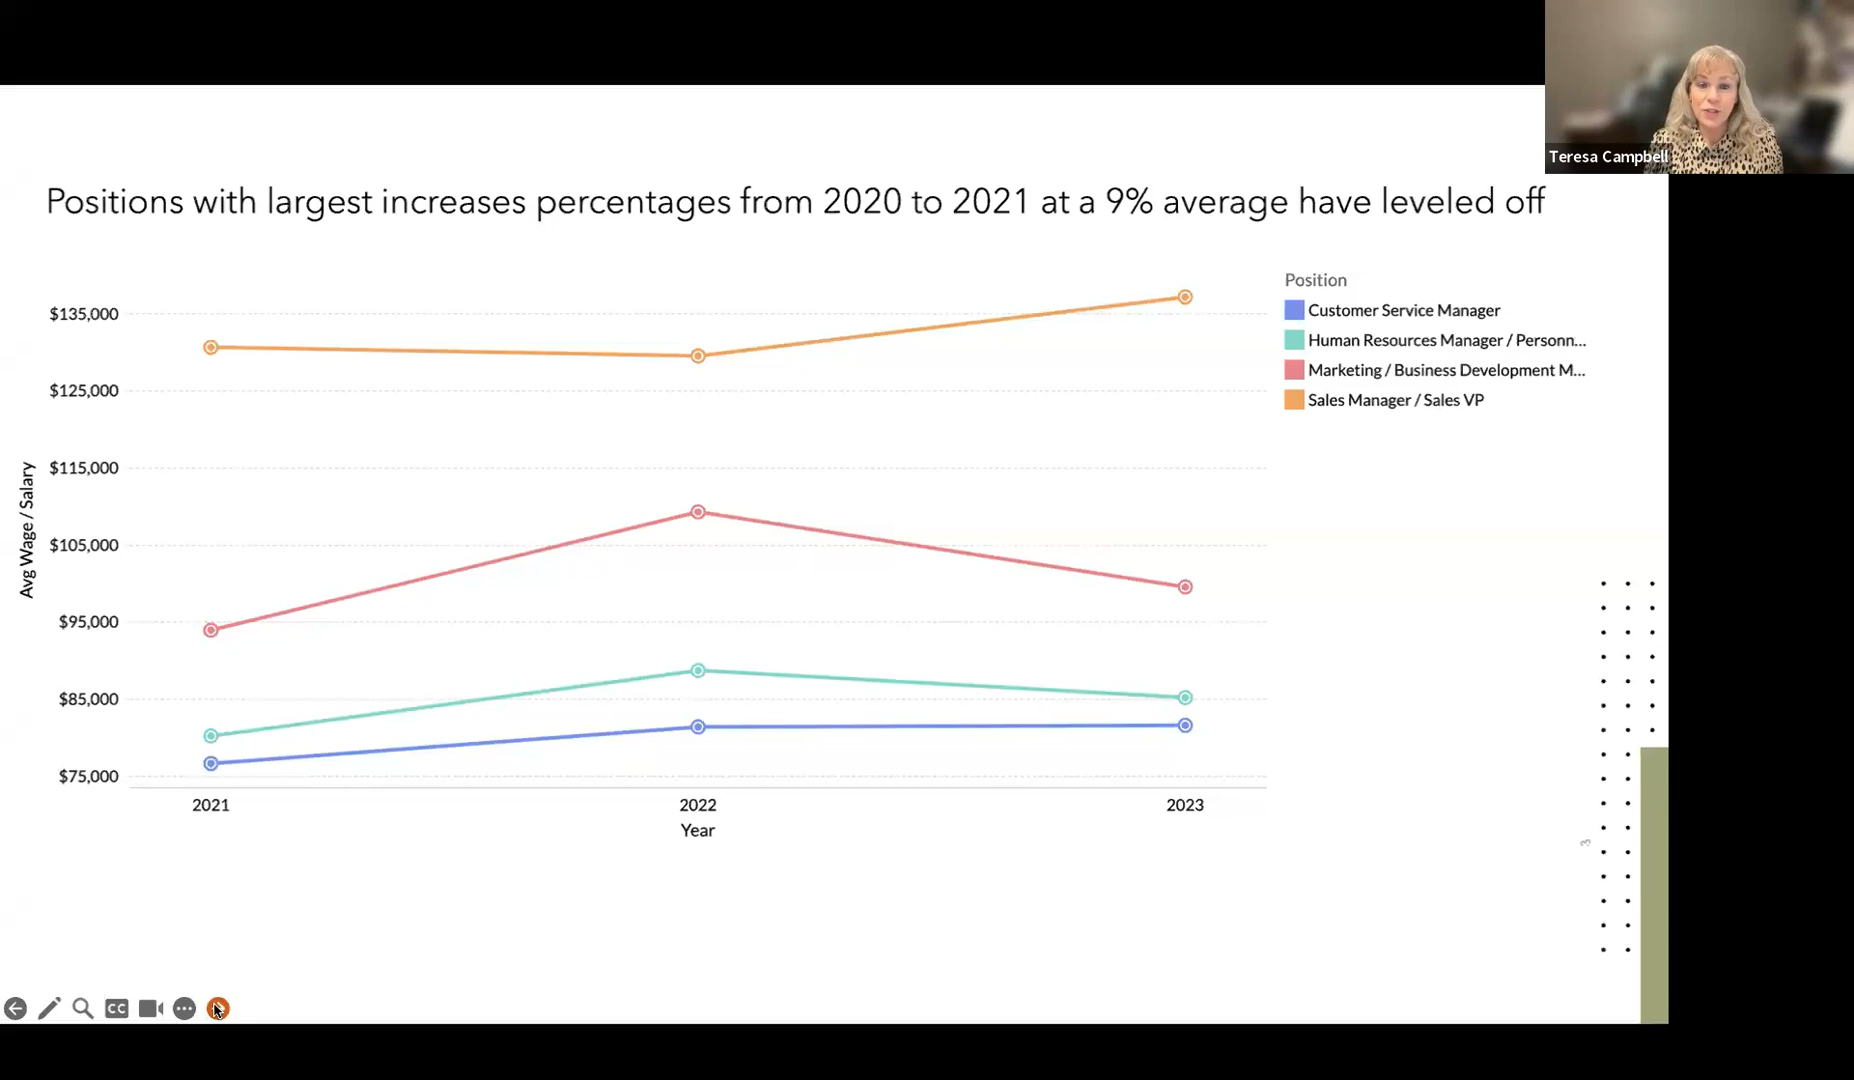 Teresa Campbell
Positions with largest increases percentages from 2020 to 2021 at a 9% average have leveled off
Position
Customer Service Manager
Human Resources Manager / Personn...
Marketing / Business Development M...
Sales Manager / Sales VP
Avg Wage / Salary
$135,000
$125,000
$115,000
$105,000
$95,000
$85,000
$75,000
2021 2022 2023
Year
3
CC